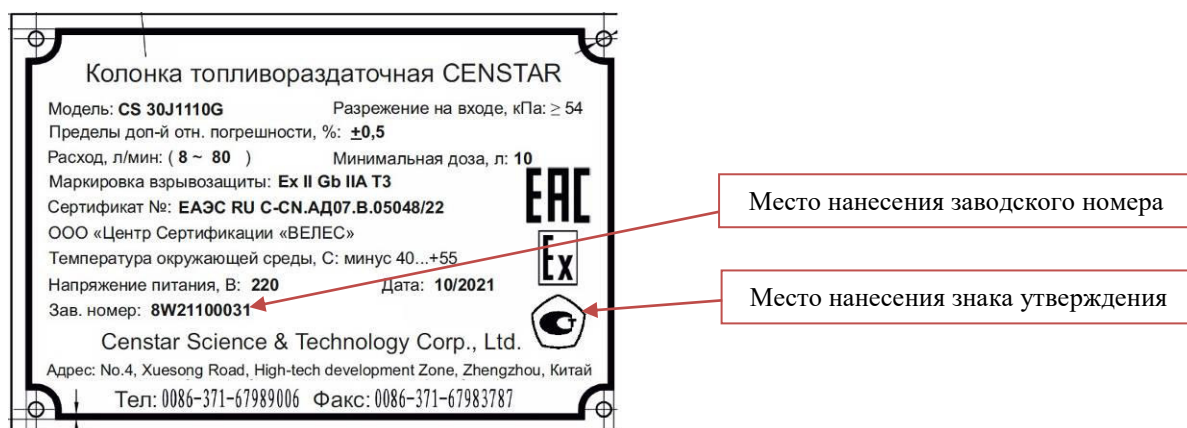 Колонка топливораздаточная CENSTAR
Модель: CS 30J1110G Разрежение на входе, кПа: ≥ 54
Пределы доп-й отн. погрешности, %: ±0,5
Расход, л/мин: ( 8 ~ 80 ) Минимальная доза, л: 10
Маркировка взрывозащиты: Ex II Gb IIA T3
Сертификат №: ЕАЭС RU C-CN.АД07.В.05048/22
ООО «Центр Сертификации «ВЕЛЕС»
Температура окружающей среды, С: минус 40...+55
Напряжение питания, В: 220 Дата: 10/2021
Зав. номер: 8W21100031
Censtar Science & Technology Corp., Ltd.
Адрес: No.4, Xuesong Road, High-tech development Zone, Zhengzhou, Китай
Тел: 0086-371-67989006 Факс: 0086-371-67983787
EAC
Ex
Место нанесения заводского номера
Место нанесения знака утверждения